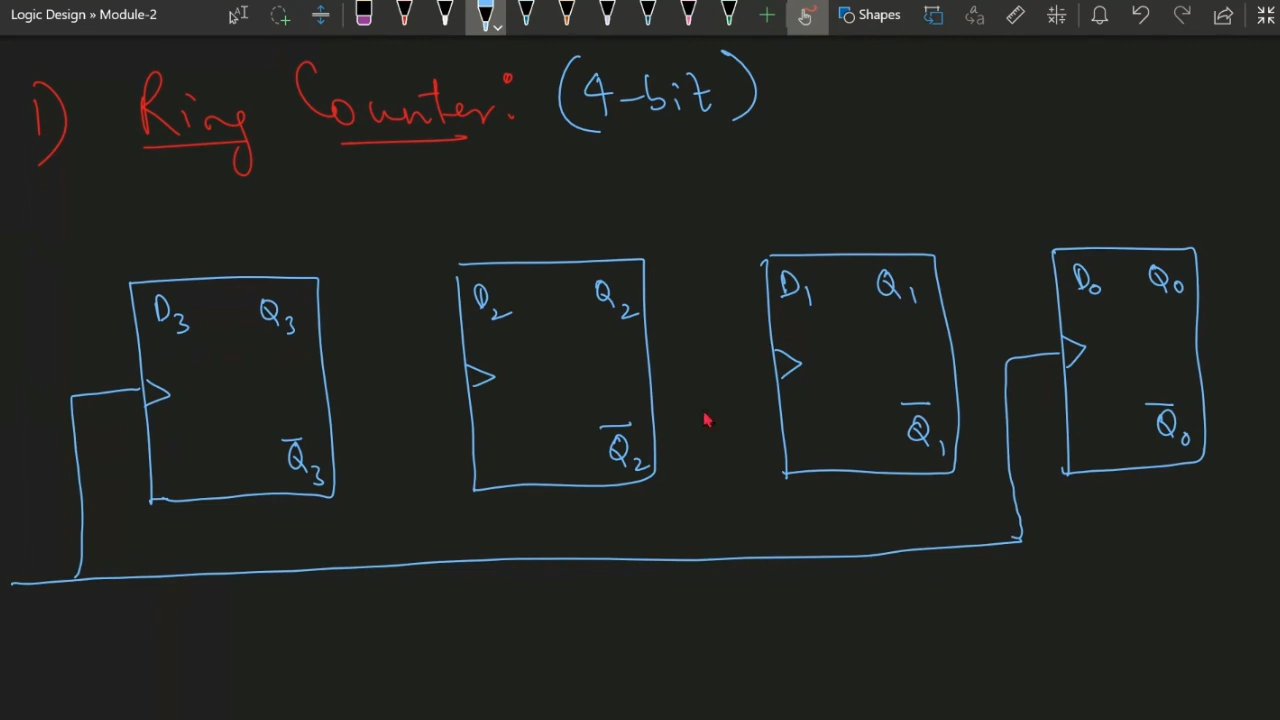 Logic Design » Module-2
Shapes
1) Ring Counter: (4-bit)
D3 Q3 D2 Q2 D1 Q1 D0 Q0
Q̅3 Q̅2 Q̅1 Q̅0